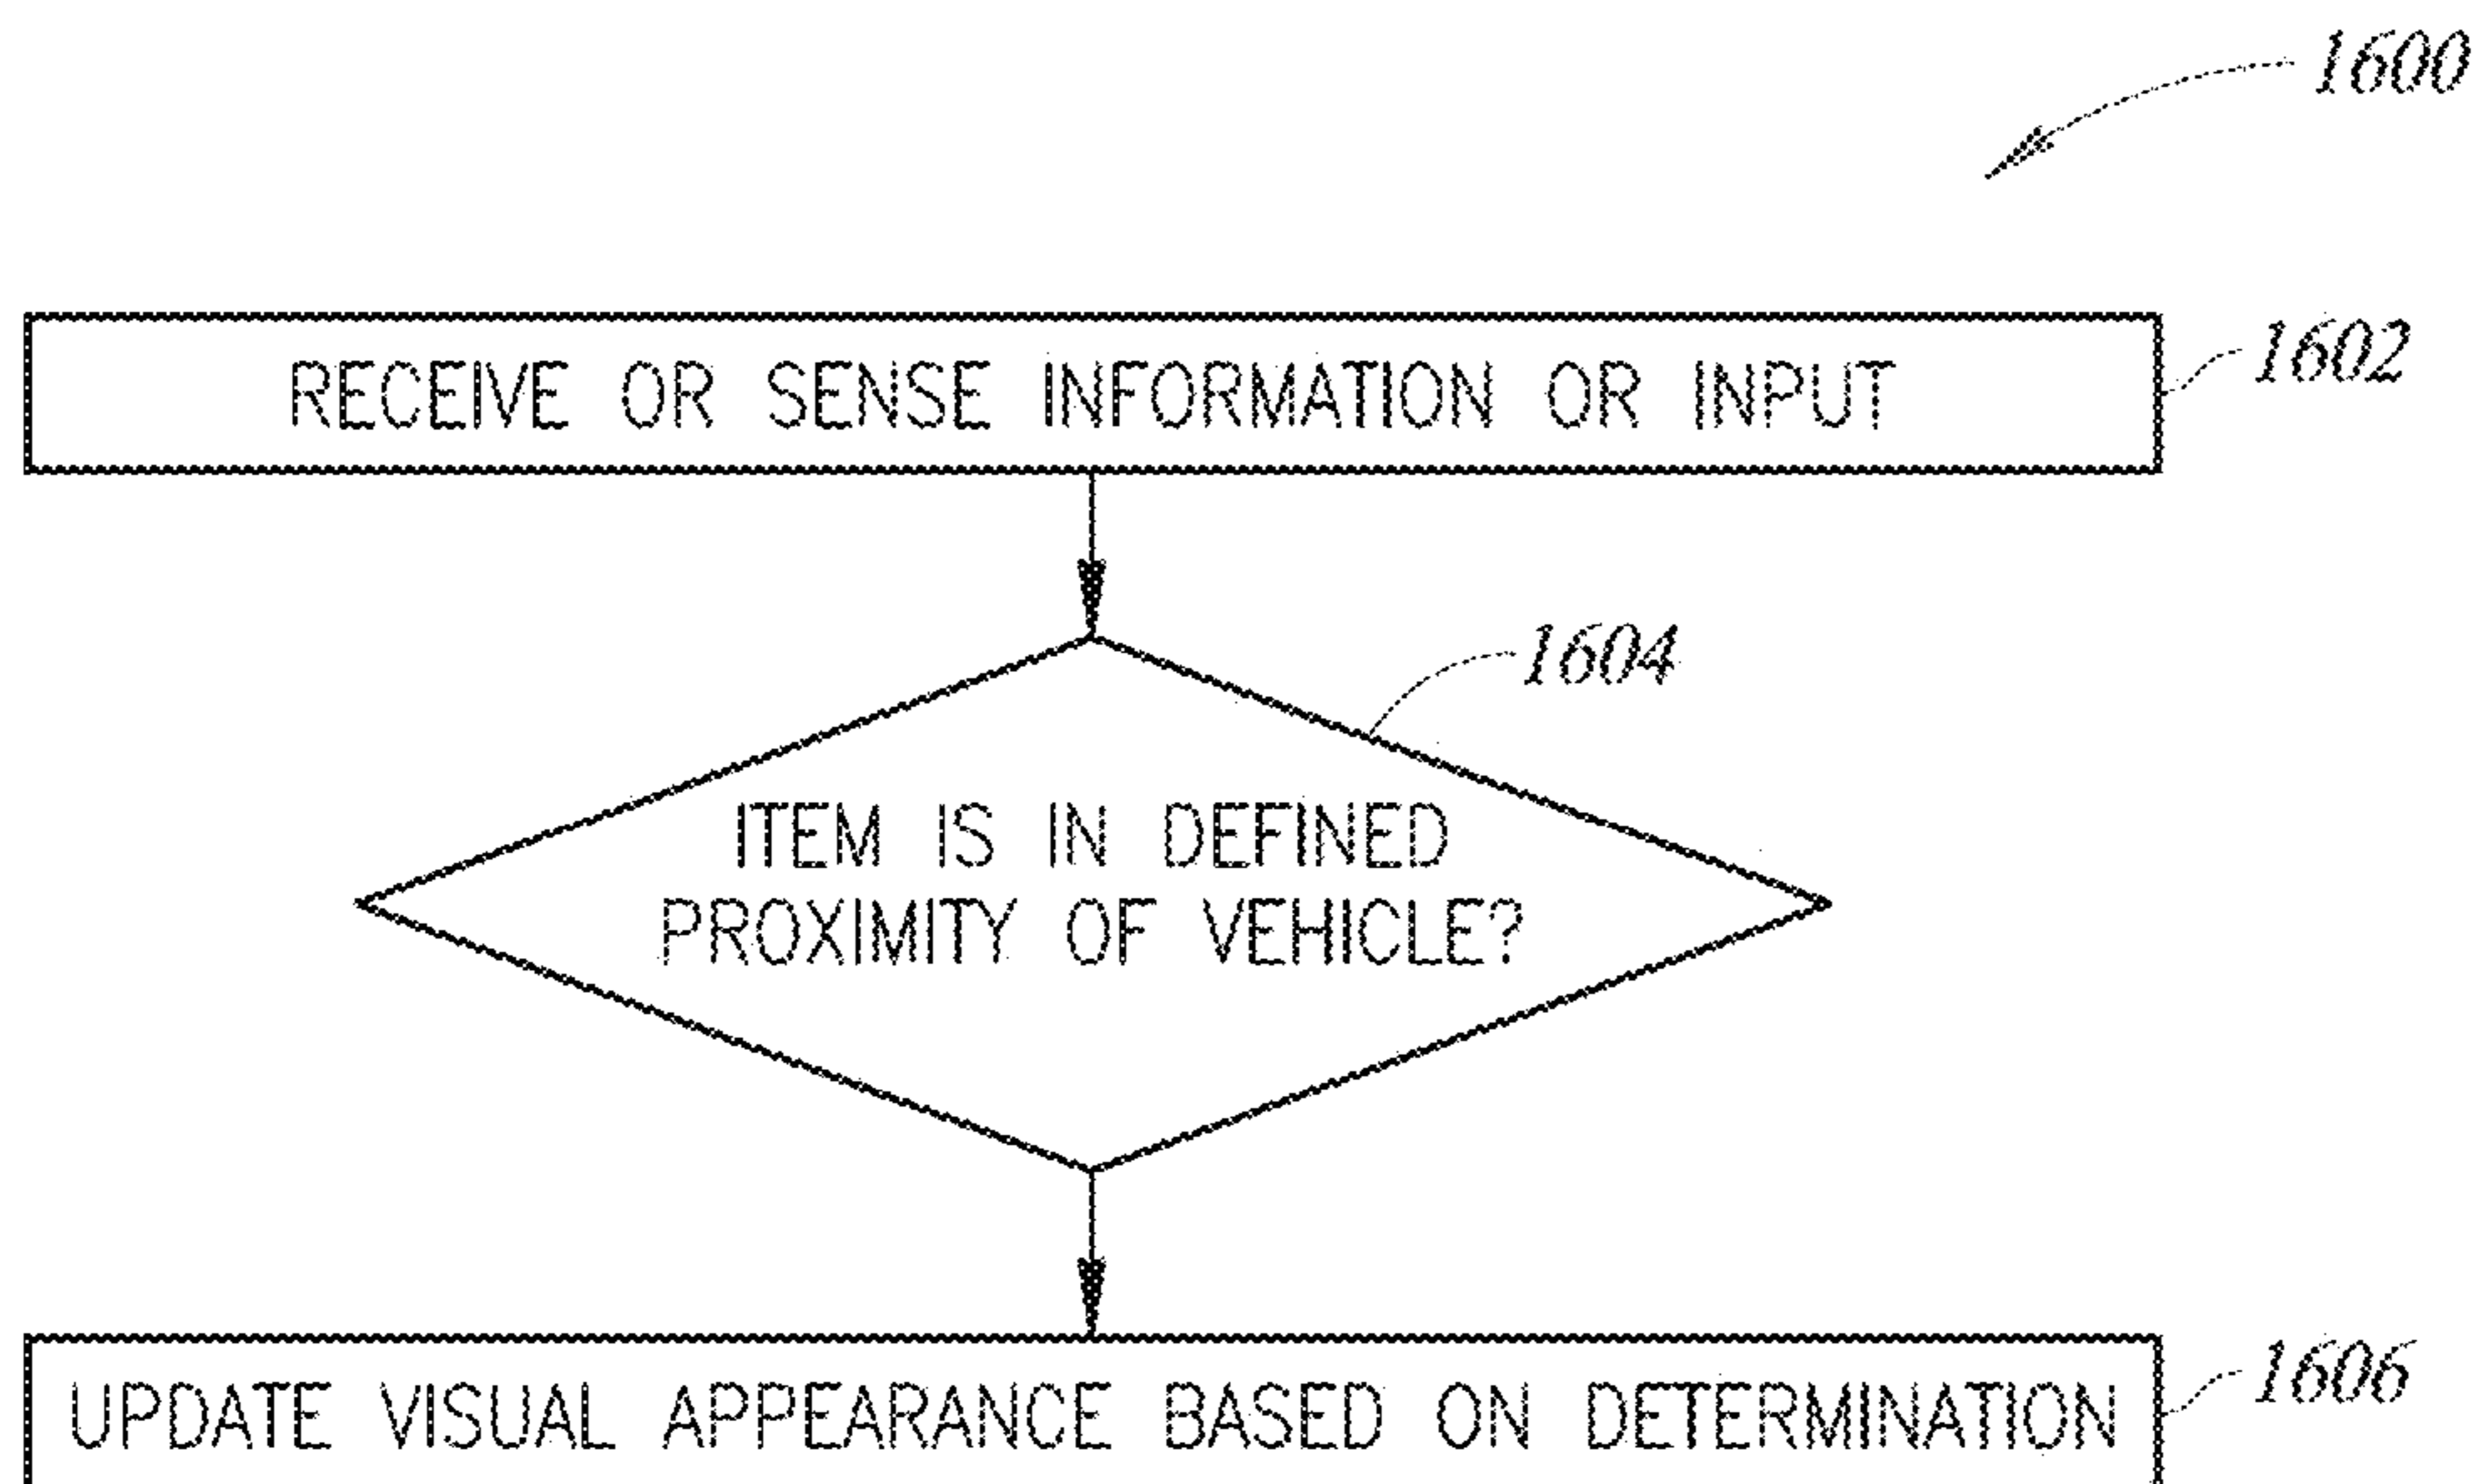 1600
RECEIVE OR SENSE INFORMATION OR INPUT
1602
1604
ITEM IS IN DEFINED
PROXIMITY OF VEHICLE?
UPDATE VISUAL APPEARANCE BASED ON DETERMINATION
1606